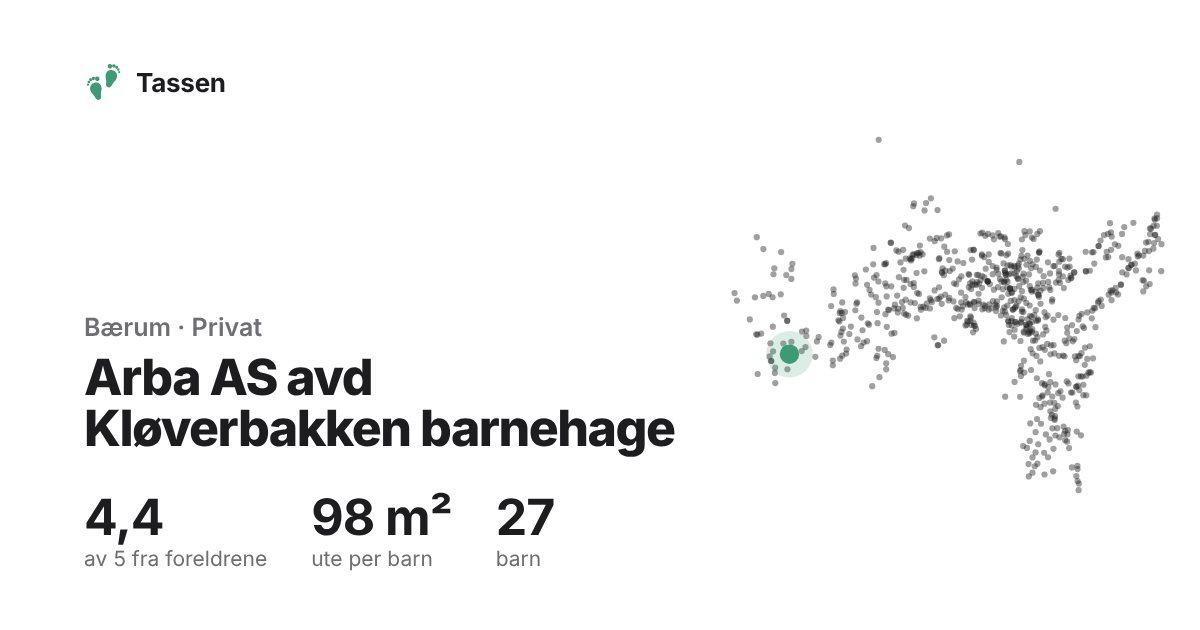 Tassen
Bærum · Privat
Arba AS avd
Kløverbakken barnehage
4,4
av 5 fra foreldrene
98 m²
ute per barn
27
barn